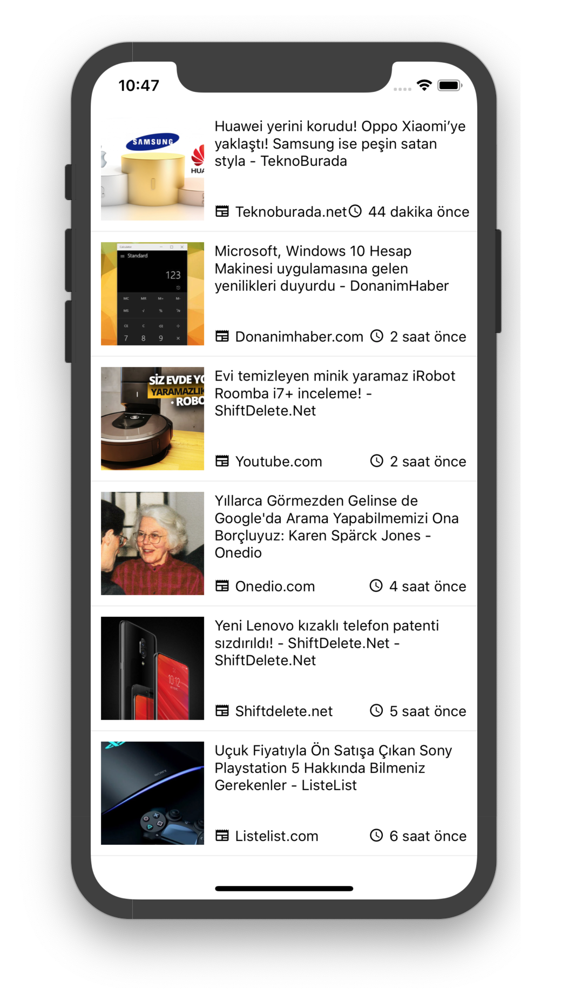 10:47
SAMSUNG
HUA
Huawei yerini korudu! Oppo Xiaomi’ye
yaklaştı! Samsung ise peşin satan
styla - TeknoBurada
Teknoburada.net 44 dakika önce
Calculator
Standard
123
MC MR M+ M-
MS √ %
CE C ÷
7 8 9 ×
Microsoft, Windows 10 Hesap
Makinesi uygulamasına gelen
yenilikleri duyurdu - DonanimHaber
Donanimhaber.com 2 saat önce
SİZ EVDE YO
YARAMAZLIK
• ROBO
Evi temizleyen minik yaramaz iRobot
Roomba i7+ inceleme! -
ShiftDelete.Net
Youtube.com 2 saat önce
Yıllarca Görmezden Gelinse de
Google'da Arama Yapabilmemizi Ona
Borçluyuz: Karen Spärck Jones -
Onedio
Onedio.com 4 saat önce
10:12
Yeni Lenovo kızaklı telefon patenti
sızdırıldı! - ShiftDelete.Net -
ShiftDelete.Net
Shiftdelete.net 5 saat önce
SONY
Uçuk Fiyatıyla Ön Satışa Çıkan Sony
Playstation 5 Hakkında Bilmeniz
Gerekenler - ListeList
Listelist.com 6 saat önce